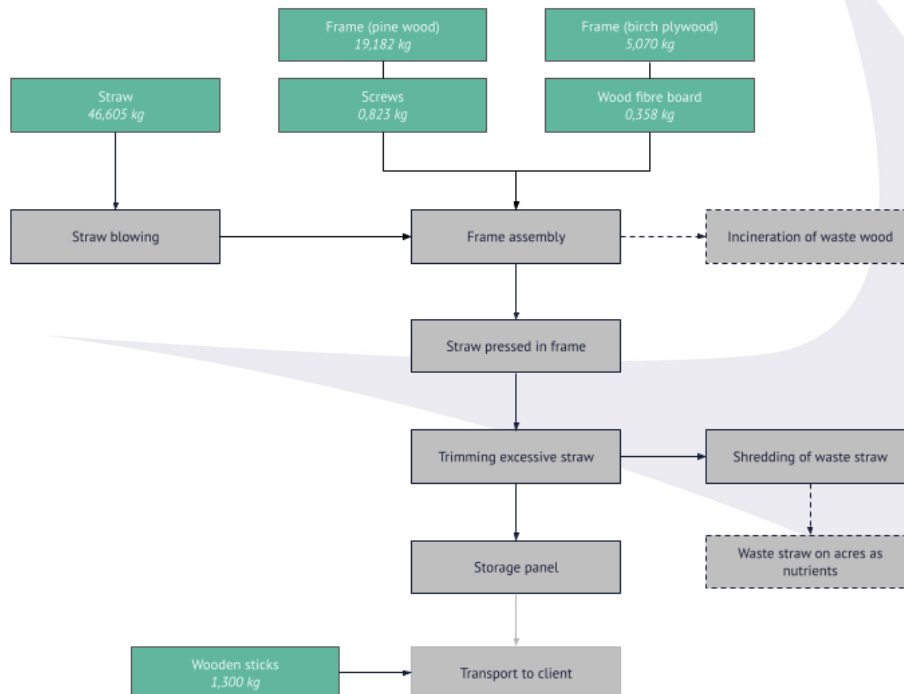 Frame (pine wood)
19,182 kg
Frame (birch plywood)
5,070 kg
Straw
46,605 kg
Screws
0,823 kg
Wood fibre board
0,358 kg
Straw blowing
Frame assembly
Incineration of waste wood
Straw pressed in frame
Trimming excessive straw
Shredding of waste straw
Storage panel
Waste straw on acres as
nutrients
Wooden sticks
1,300 kg
Transport to client